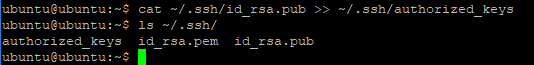 ubuntu@ubuntu:~$ cat ~/.ssh/id_rsa.pub >> ~/.ssh/authorized_keys
ubuntu@ubuntu:~$ ls ~/.ssh/
authorized_keys  id_rsa.pem  id_rsa.pub
ubuntu@ubuntu:~$